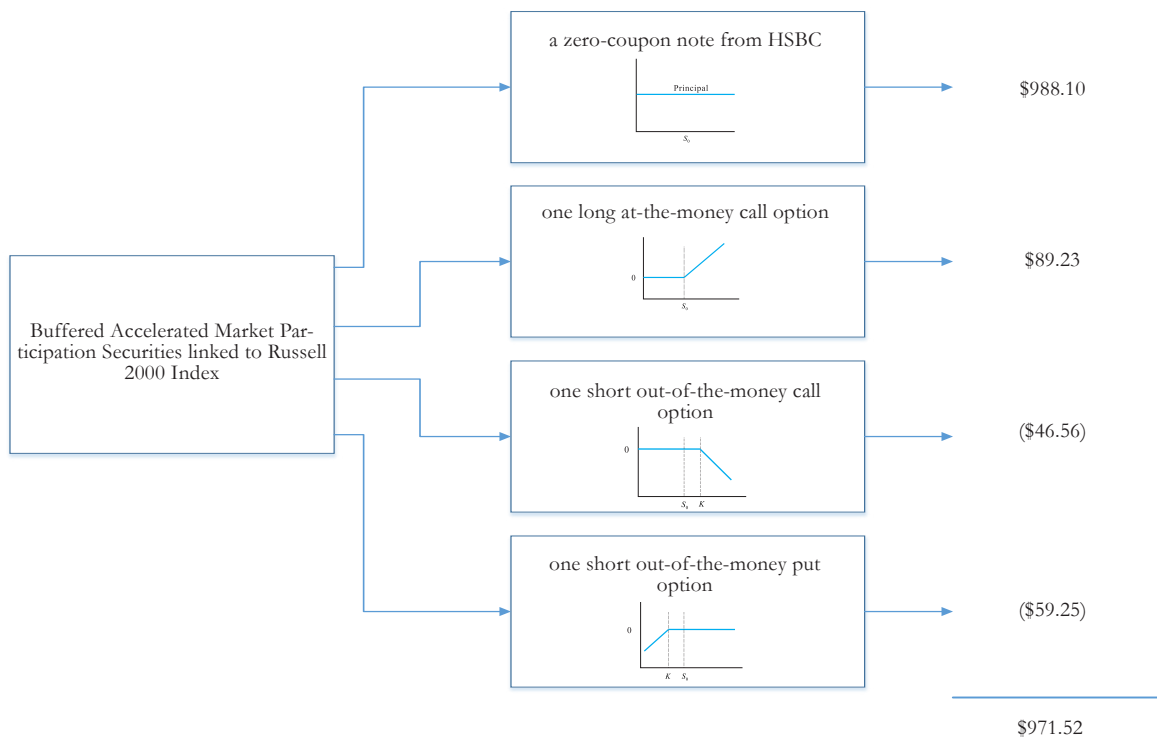 a zero-coupon note from HSBC
Principal
S₀
$988.10
one long at-the-money call option
0
S₀
$89.23
Buffered Accelerated Market Par-
ticipation Securities linked to Russell
2000 Index
one short out-of-the-money call
option
0
S₀ K
($46.56)
one short out-of-the-money put
option
0
K S₀
($59.25)
$971.52